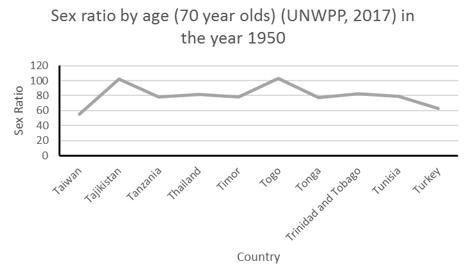 Sex ratio by age (70 year olds) (UNWPP, 2017) in
the year 1950
120
100
80
60
40
20
0
Sex Ratio
Taiwan
Tajikistan
Tanzania
Thailand
Timor
Togo
Tonga
Trinidad and Tobago
Tunisia
Turkey
Country